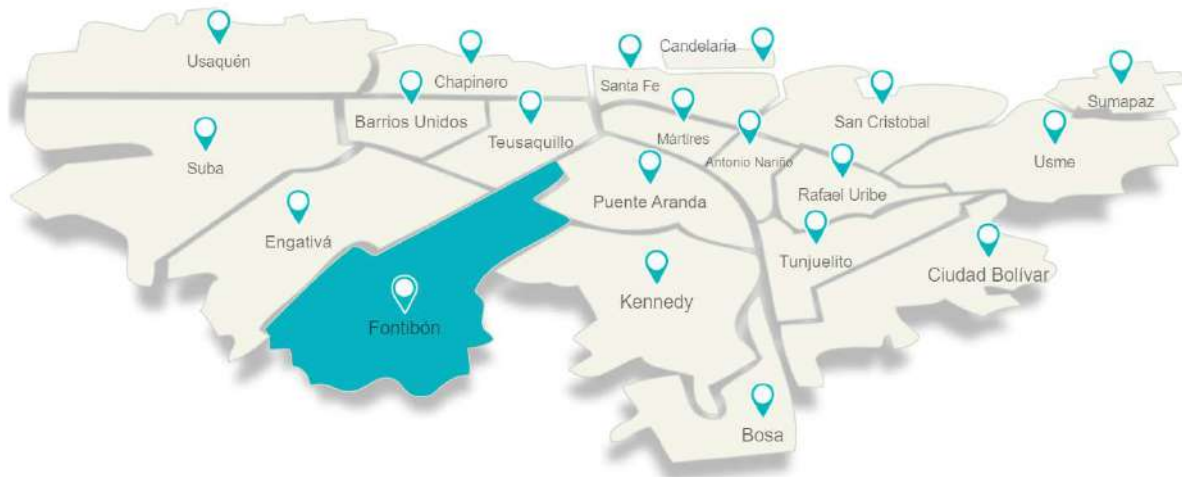 Usaquén
Chapinero
Santa Fe
Candelaria
Sumapaz
Suba
Barrios Unidos
Teusaquillo
Mártires
Antonio Nariño
San Cristobal
Usme
Engativá
Puente Aranda
Rafael Uribe
Fontibón
Kennedy
Tunjuelito
Ciudad Bolívar
Bosa